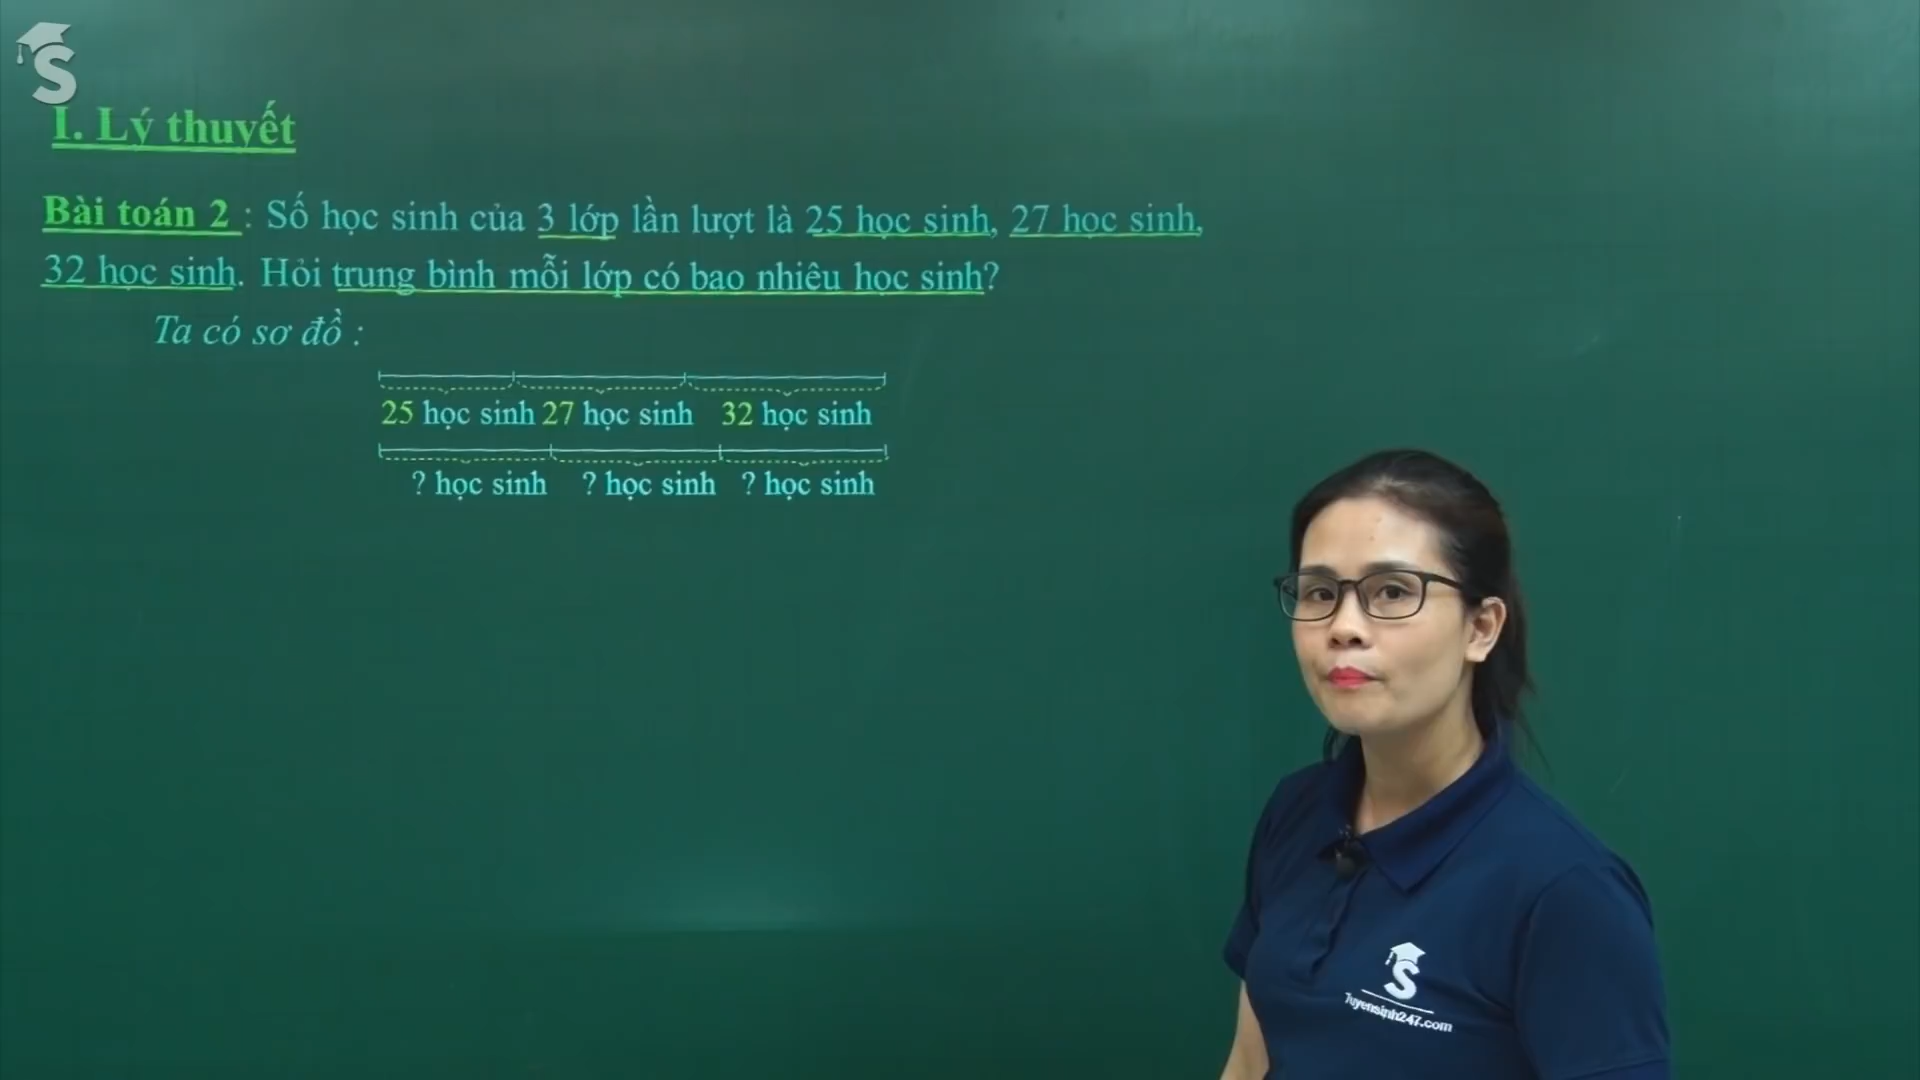 S
I. Lý thuyết
Bài toán 2 : Số học sinh của 3 lớp lần lượt là 25 học sinh, 27 học sinh,
32 học sinh. Hỏi trung bình mỗi lớp có bao nhiêu học sinh?
Ta có sơ đồ :
25 học sinh 27 học sinh 32 học sinh
? học sinh ? học sinh ? học sinh
S
Tuyensinh247.com